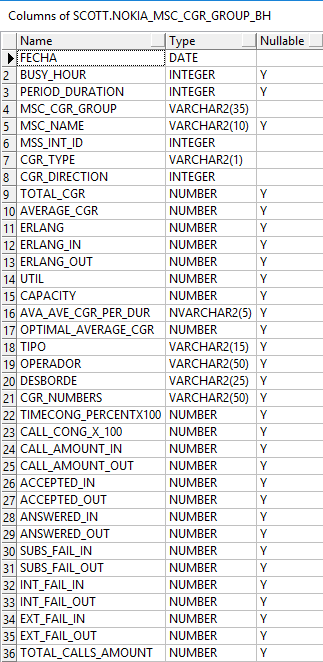 Columns of SCOTT.NOKIA_MSC_CGR_GROUP_BH
Name Type Nullable
FECHA DATE
2 BUSY_HOUR INTEGER Y
3 PERIOD_DURATION INTEGER Y
4 MSC_CGR_GROUP VARCHAR2(35)
5 MSC_NAME VARCHAR2(10) Y
6 MSS_INT_ID INTEGER
7 CGR_TYPE VARCHAR2(1)
8 CGR_DIRECTION INTEGER
9 TOTAL_CGR NUMBER Y
10 AVERAGE_CGR NUMBER Y
11 ERLANG NUMBER Y
12 ERLANG_IN NUMBER Y
13 ERLANG_OUT NUMBER Y
14 UTIL NUMBER Y
15 CAPACITY NUMBER Y
16 AVA_AVE_CGR_PER_DUR NVARCHAR2(5) Y
17 OPTIMAL_AVERAGE_CGR NUMBER Y
18 TIPO VARCHAR2(15) Y
19 OPERADOR VARCHAR2(50) Y
20 DESBORDE VARCHAR2(25) Y
21 CGR_NUMBERS VARCHAR2(50) Y
22 TIMECONG_PERCENTX100 NUMBER Y
23 CALL_CONG_X_100 NUMBER Y
24 CALL_AMOUNT_IN NUMBER Y
25 CALL_AMOUNT_OUT NUMBER Y
26 ACCEPTED_IN NUMBER Y
27 ACCEPTED_OUT NUMBER Y
28 ANSWERED_IN NUMBER Y
29 ANSWERED_OUT NUMBER Y
30 SUBS_FAIL_IN NUMBER Y
31 SUBS_FAIL_OUT NUMBER Y
32 INT_FAIL_IN NUMBER Y
33 INT_FAIL_OUT NUMBER Y
34 EXT_FAIL_IN NUMBER Y
35 EXT_FAIL_OUT NUMBER Y
36 TOTAL_CALLS_AMOUNT NUMBER Y